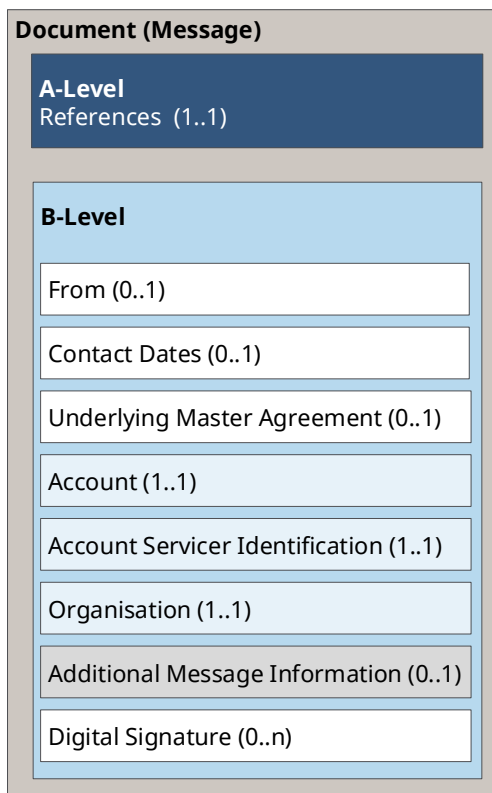 Document (Message)
A-Level
References (1..1)
B-Level
From (0..1)
Contact Dates (0..1)
Underlying Master Agreement (0..1)
Account (1..1)
Account Servicer Identification (1..1)
Organisation (1..1)
Additional Message Information (0..1)
Digital Signature (0..n)